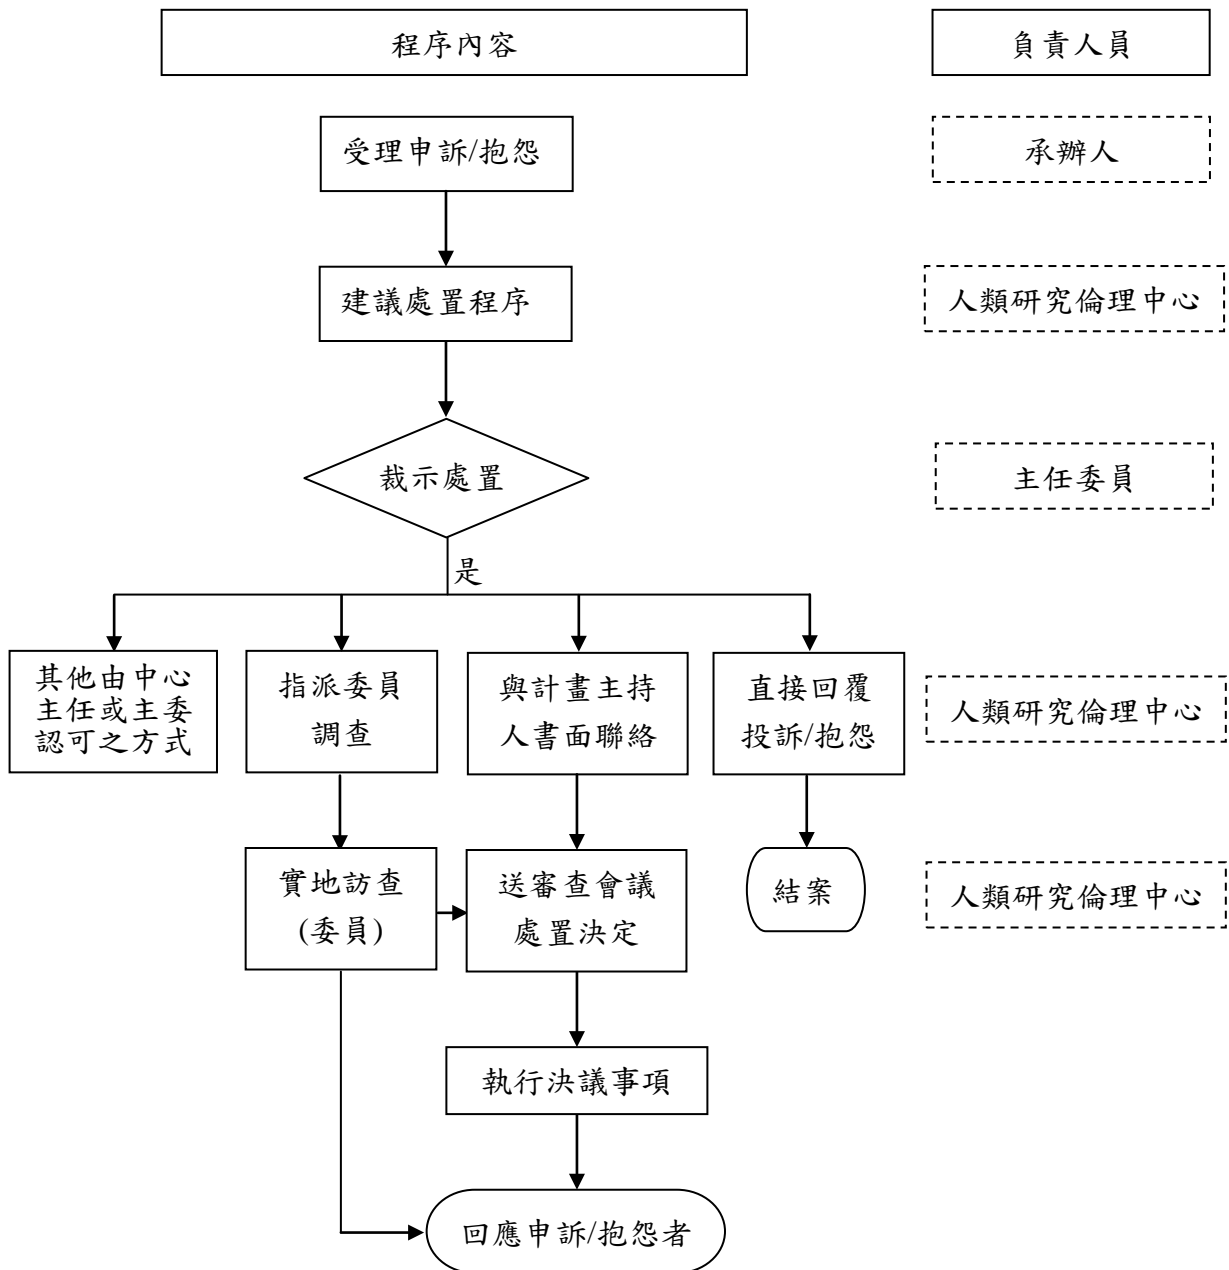 程序內容
負責人員
受理申訴/抱怨
承辦人
建議處置程序
人類研究倫理中心
裁示處置
主任委員
是
其他由中心
主任或主委
認可之方式
指派委員
調查
與計畫主持
人書面聯絡
直接回覆
投訴/抱怨
人類研究倫理中心
實地訪查
(委員)
送審查會議
處置決定
結案
人類研究倫理中心
執行決議事項
回應申訴/抱怨者